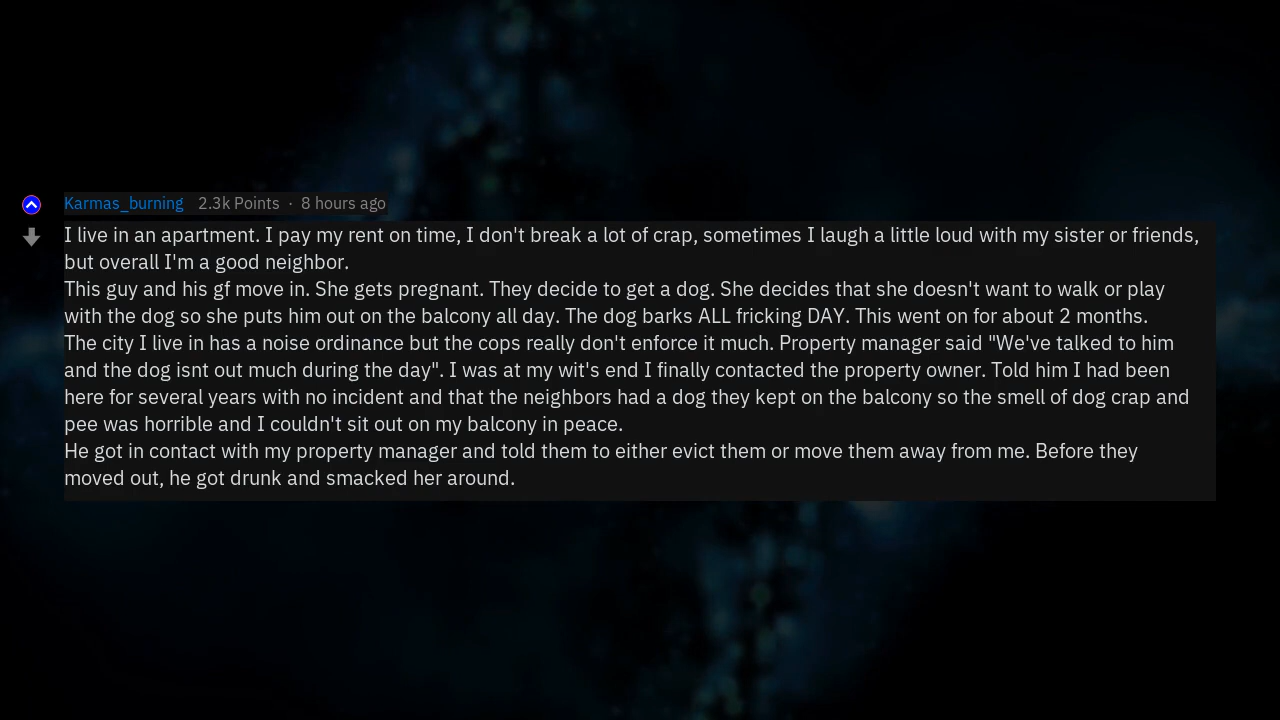 Karmas_burning 2.3k Points · 8 hours ago
I live in an apartment. I pay my rent on time, I don't break a lot of crap, sometimes I laugh a little loud with my sister or friends,
but overall I'm a good neighbor.
This guy and his gf move in. She gets pregnant. They decide to get a dog. She decides that she doesn't want to walk or play
with the dog so she puts him out on the balcony all day. The dog barks ALL fricking DAY. This went on for about 2 months.
The city I live in has a noise ordinance but the cops really don't enforce it much. Property manager said "We've talked to him
and the dog isnt out much during the day". I was at my wit's end I finally contacted the property owner. Told him I had been
here for several years with no incident and that the neighbors had a dog they kept on the balcony so the smell of dog crap and
pee was horrible and I couldn't sit out on my balcony in peace.
He got in contact with my property manager and told them to either evict them or move them away from me. Before they
moved out, he got drunk and smacked her around.